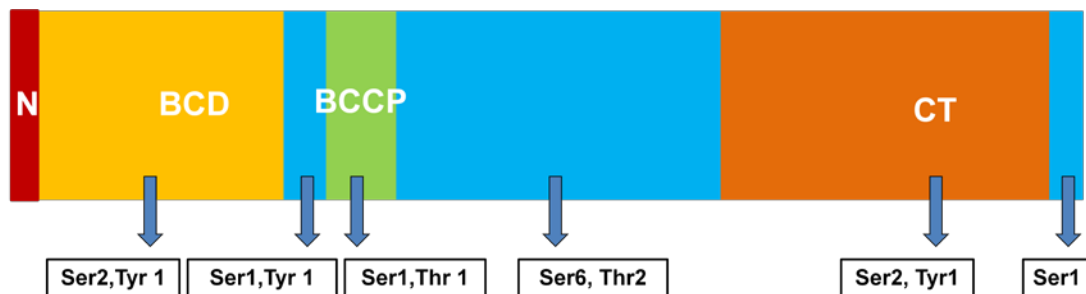 N
BCD
BCCP
CT
Ser2,Tyr 1
Ser1,Tyr 1
Ser1,Thr 1
Ser6, Thr2
Ser2, Tyr1
Ser1